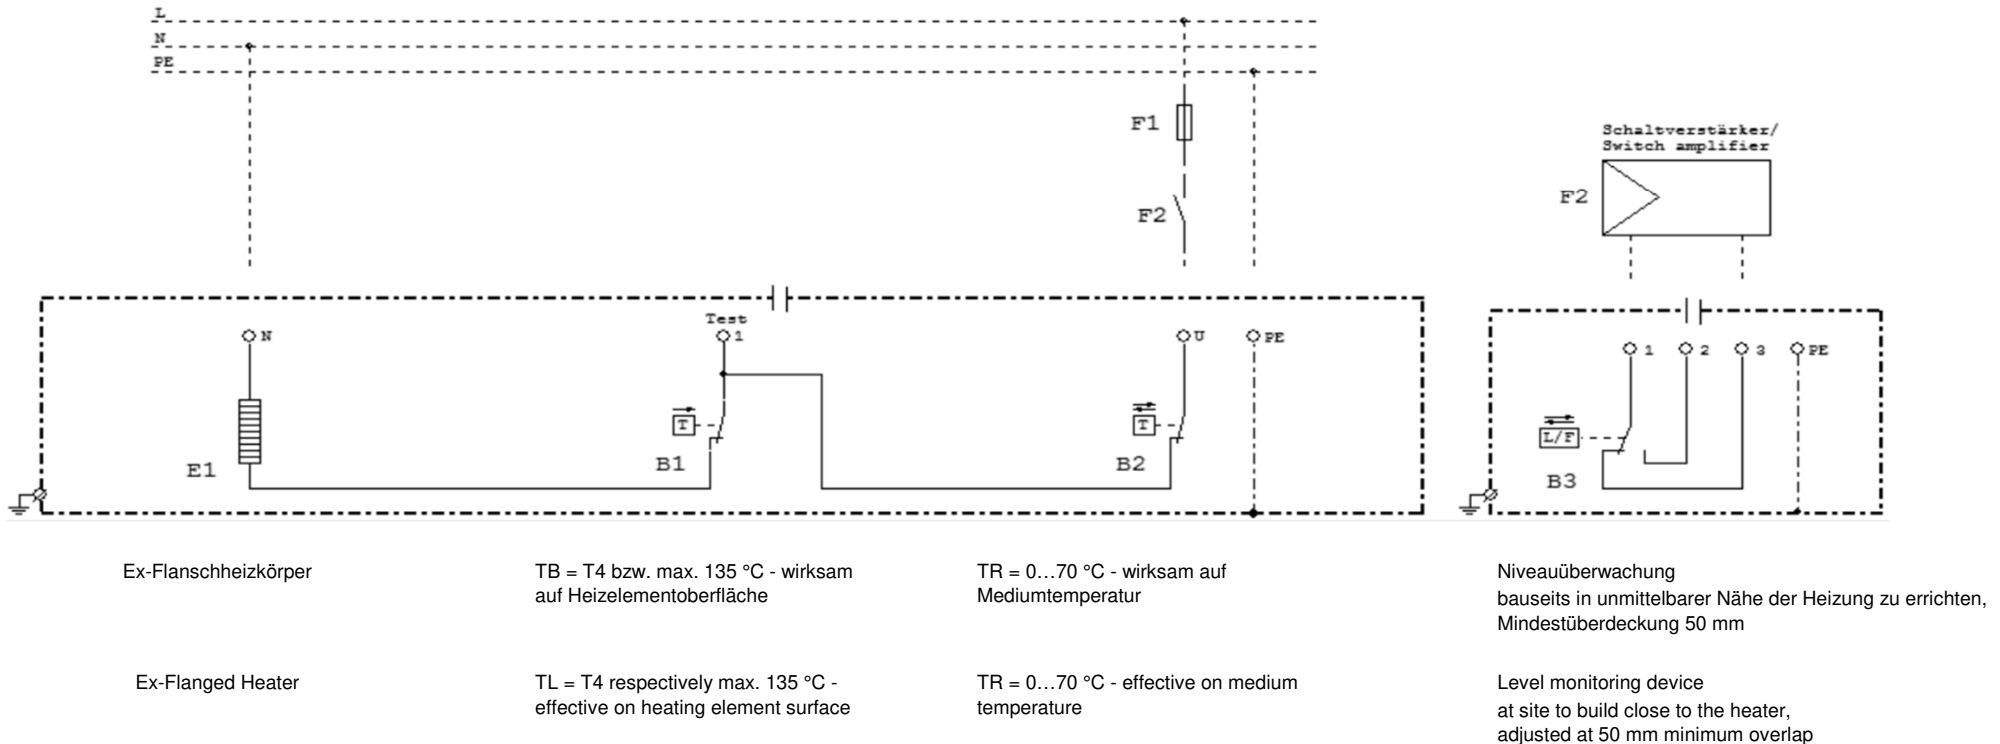 L
N
PE
F1
F2
Schaltverstärker/
Switch amplifier
F2
N
Test
1
U
PE
T
T
E1
B1
B2
1
2
3
PE
L/F
B3
Ex-Flanschheizkörper
TB = T4 bzw. max. 135 °C - wirksam
auf Heizelementoberfläche
TR = 0…70 °C - wirksam auf
Mediumtemperatur
Niveauüberwachung
bauseits in unmittelbarer Nähe der Heizung zu errichten,
Mindestüberdeckung 50 mm
Ex-Flanged Heater
TL = T4 respectively max. 135 °C -
effective on heating element surface
TR = 0…70 °C - effective on medium
temperature
Level monitoring device
at site to build close to the heater,
adjusted at 50 mm minimum overlap